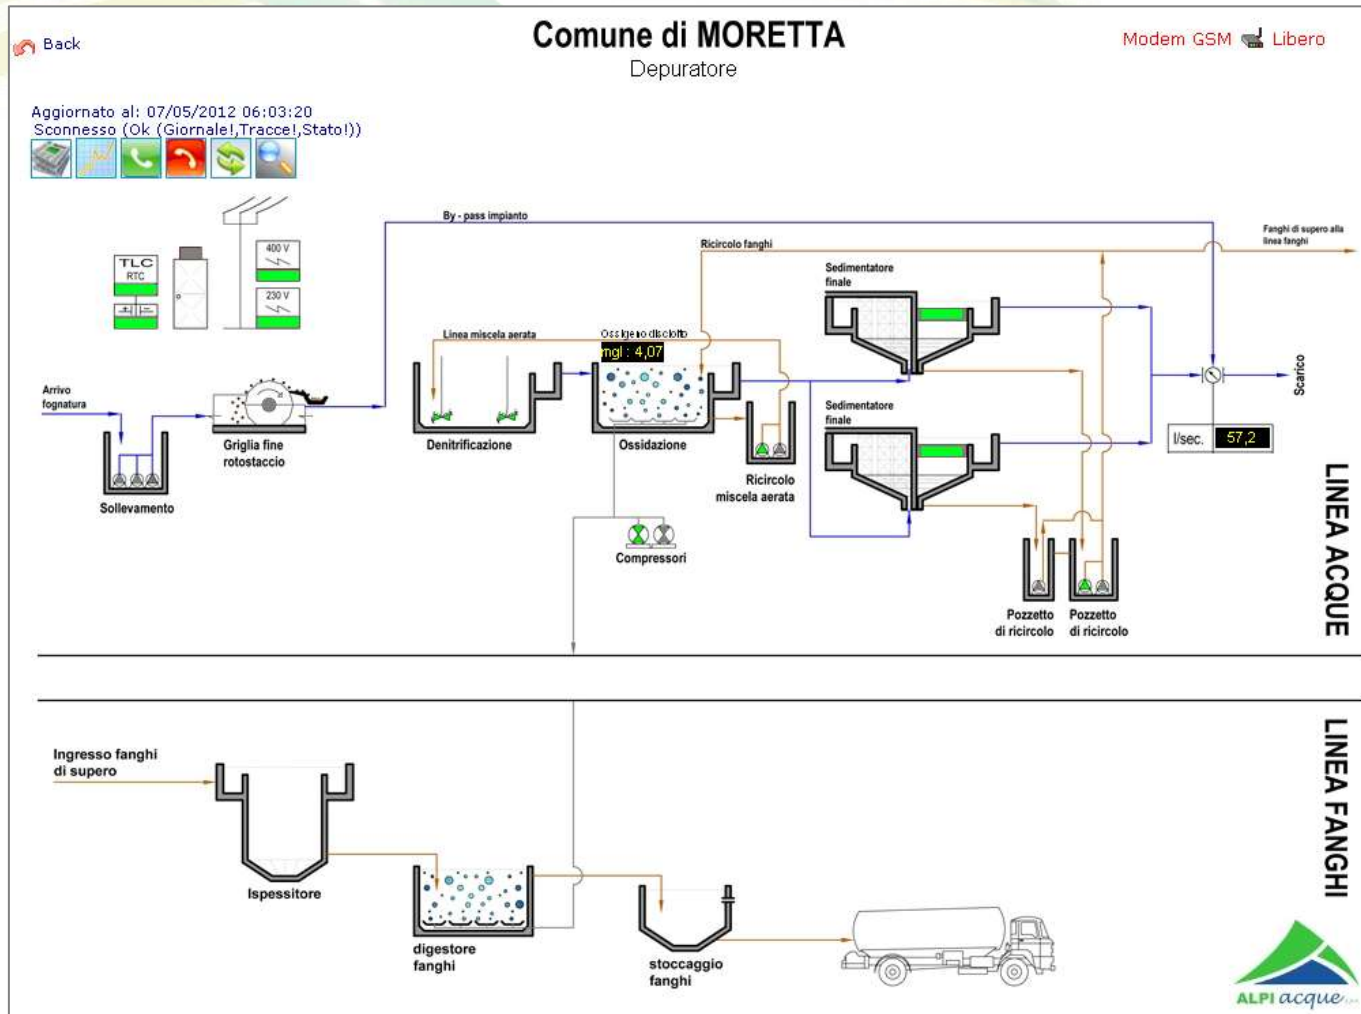 Comune di MORETTA
Back
Modem GSM Libero
Depuratore
Aggiornato al: 07/05/2012 06:03:20
Sconnesso (Ok (Giornale!,Tracce!,Stato!))
By - pass impianto
Fanghi di supero alla
linea fanghi
Ricircolo fanghi
400 V
TLC
RTC
230 V
+ -
Sedimentatore
finale
Linea miscela aerata
Ossigeno disciolto
mgl : 4,07
Arrivo
fognatura
Scarico
Griglia fine
rotostaccio
Denitrificazione
Ossidazione
Sedimentatore
finale
l/sec. 57,2
Ricircolo
miscela aerata
Sollevamento
Compressori
Pozzetto
di ricircolo
Pozzetto
di ricircolo
LINEA ACQUE
LINEA FANGHI
Ingresso fanghi
di supero
Ispessitore
digestore
fanghi
stoccaggio
fanghi
ALPI acque